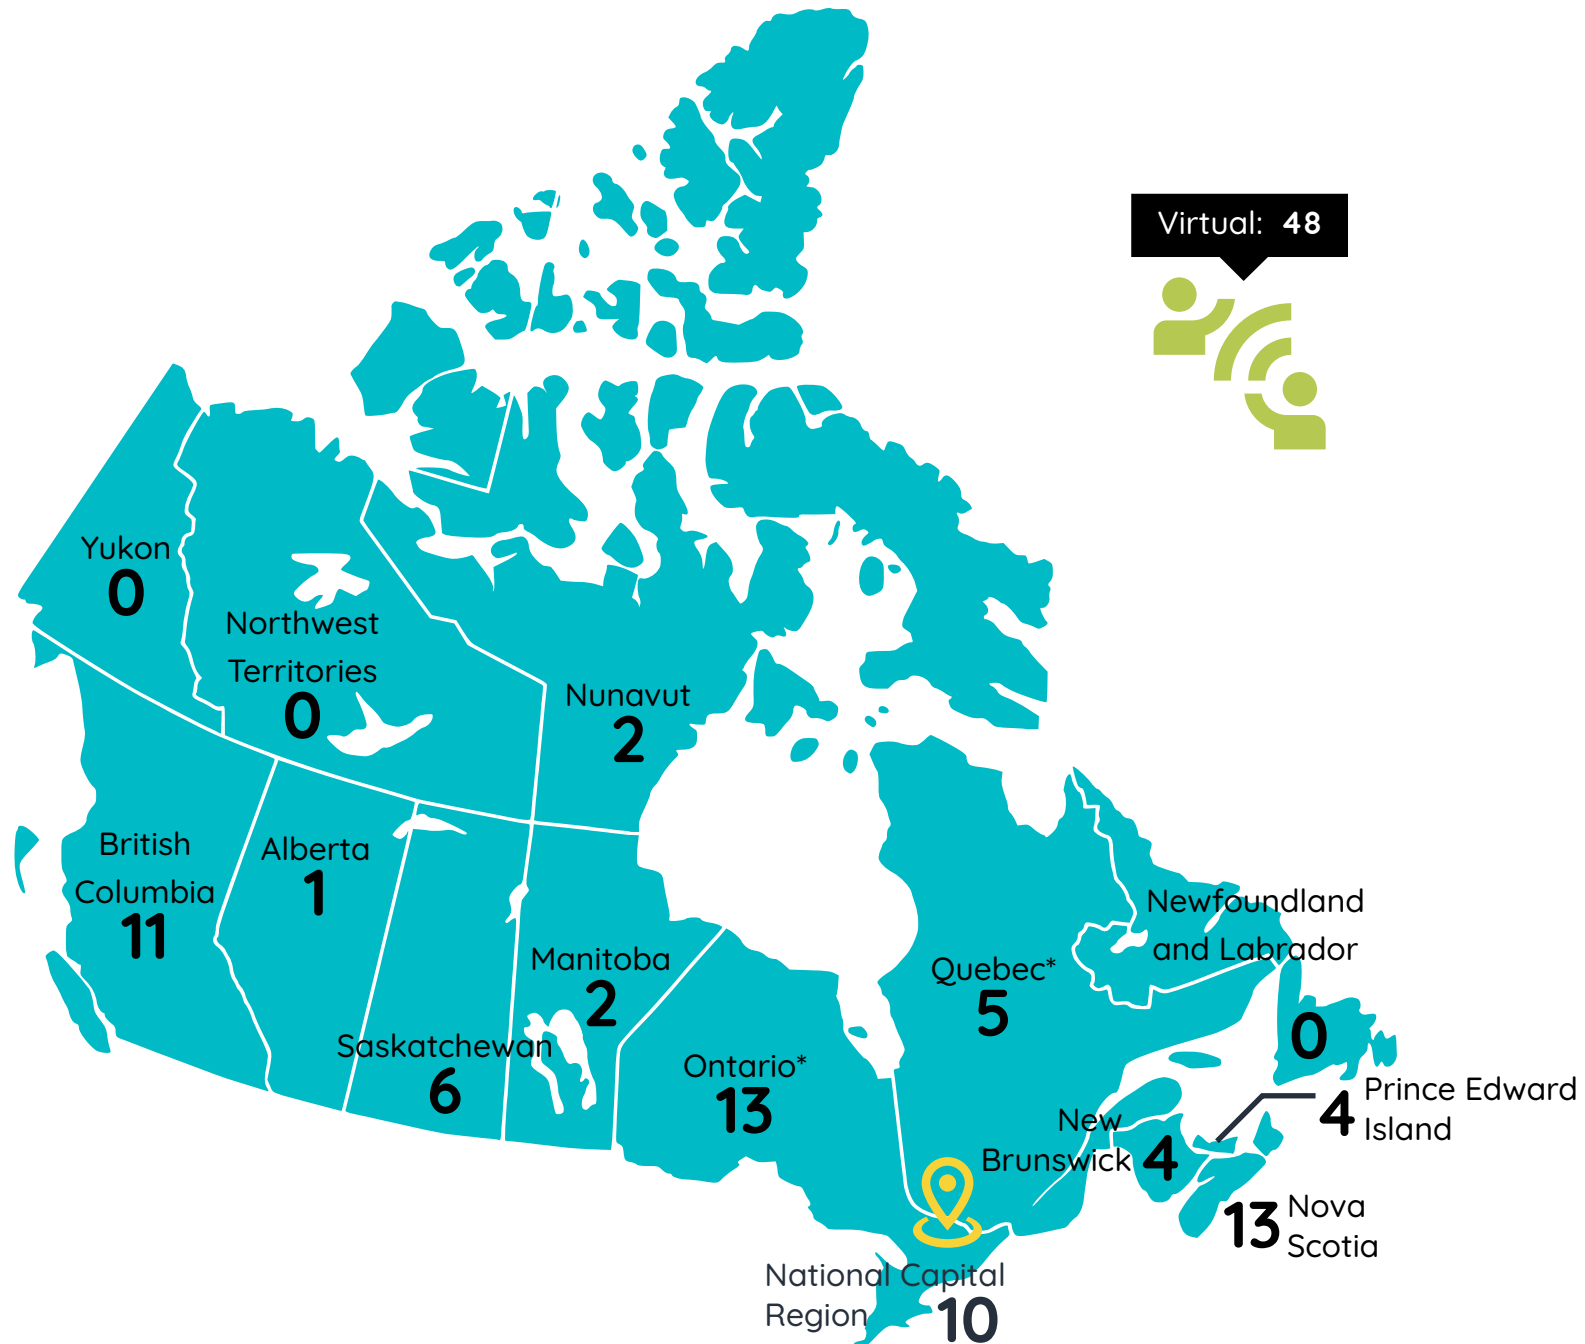 Virtual: 48
Yukon
0
Northwest
Territories
0
Nunavut
2
British
Columbia
11
Alberta
1
Saskatchewan
6
Manitoba
2
Ontario*
13
Quebec*
5
Newfoundland
and Labrador
0
Prince Edward
Island
4
New
Brunswick 4
13 Nova
Scotia
National Capital
Region 10